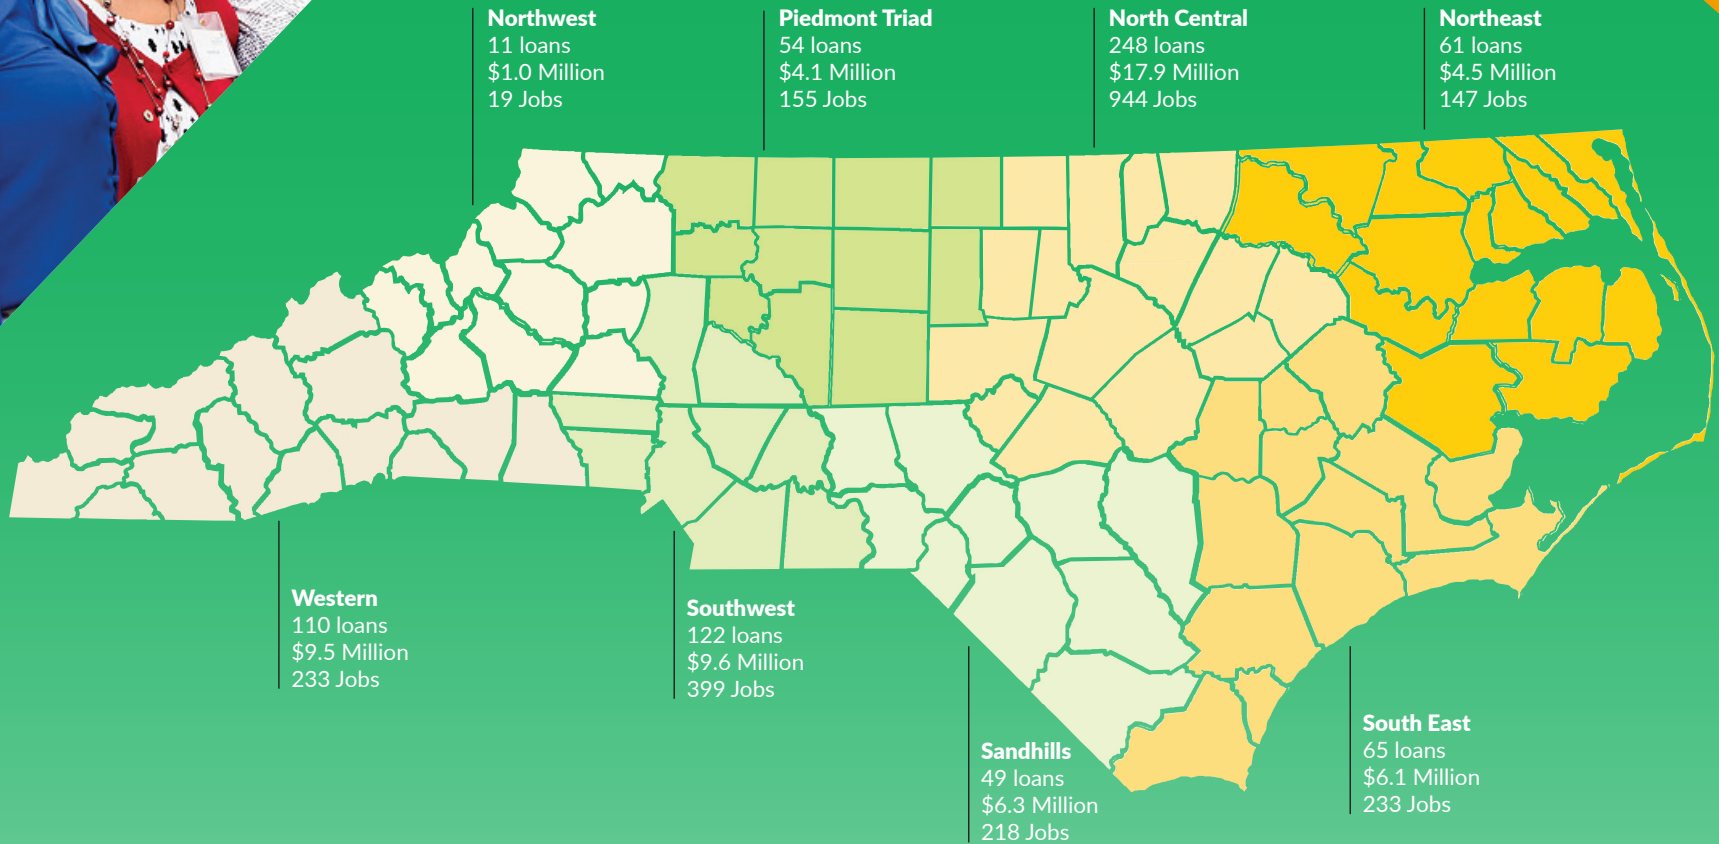 Northwest
11 loans
$1.0 Million
19 Jobs
Piedmont Triad
54 loans
$4.1 Million
155 Jobs
North Central
248 loans
$17.9 Million
944 Jobs
Northeast
61 loans
$4.5 Million
147 Jobs
Western
110 loans
$9.5 Million
233 Jobs
Southwest
122 loans
$9.6 Million
399 Jobs
Sandhills
49 loans
$6.3 Million
218 Jobs
South East
65 loans
$6.1 Million
233 Jobs